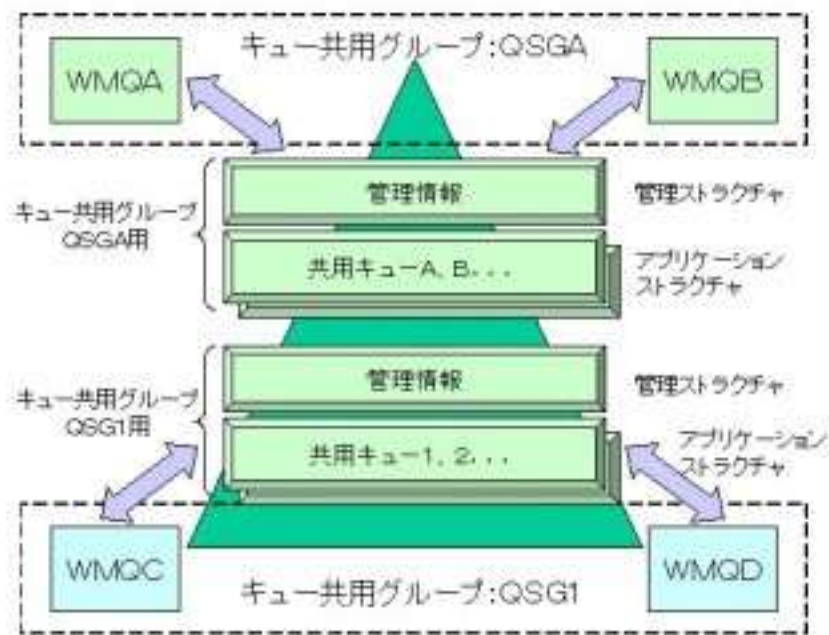 キュー共用グループ:QSGA
WMQA
WMQB
管理情報
管理ストラクチャ
キュー共用グループ
QSGA用
共用キューA、B・・・
アプリケーション
ストラクチャ
管理情報
管理ストラクチャ
キュー共用グループ
QSG1用
共用キュー1、2・・・
アプリケーション
ストラクチャ
WMQC
WMQD
キュー共用グループ:QSG1